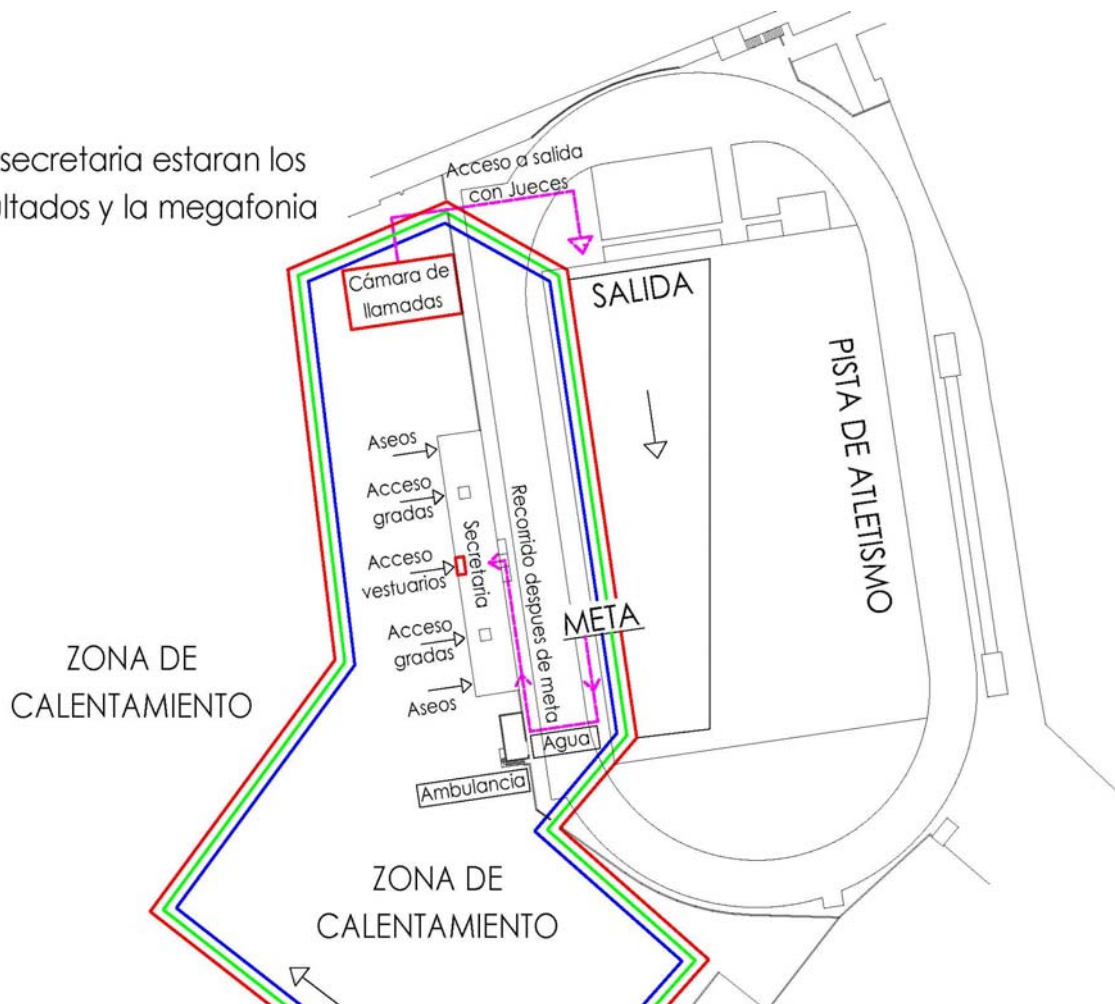 secretaria estaran los
ultados y la megafonia
Acceso a salida
con Jueces
Cámara de
llamadas
SALIDA
PISTA DE ATLETISMO
Aseos
Acceso
gradas
Acceso
vestuarios
Acceso
gradas
Aseos
Secretaria
Recorrido despues de meta
META
Agua
Ambulancia
ZONA DE
CALENTAMIENTO
ZONA DE
CALENTAMIENTO